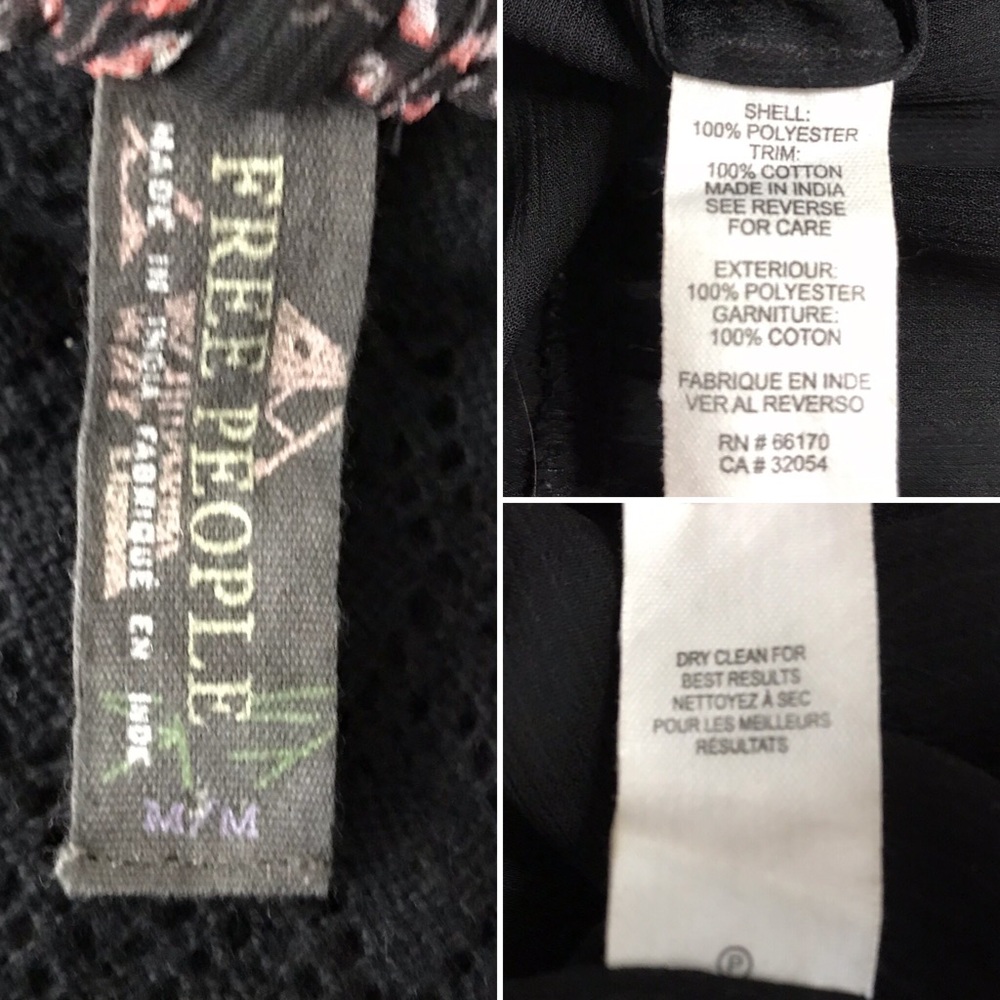 FREE PEOPLE
MADE IN INDIA FABRIQUÉ EN INDE
M/M
SHELL:
100% POLYESTER
TRIM:
100% COTTON
MADE IN INDIA
SEE REVERSE
FOR CARE
EXTERIOUR:
100% POLYESTER
GARNITURE:
100% COTON
FABRIQUE EN INDE
VER AL REVERSO
RN # 66170
CA # 32054
DRY CLEAN FOR
BEST RESULTS
NETTOYEZ À SEC
POUR LES MEILLEURS
RÉSULTATS
P